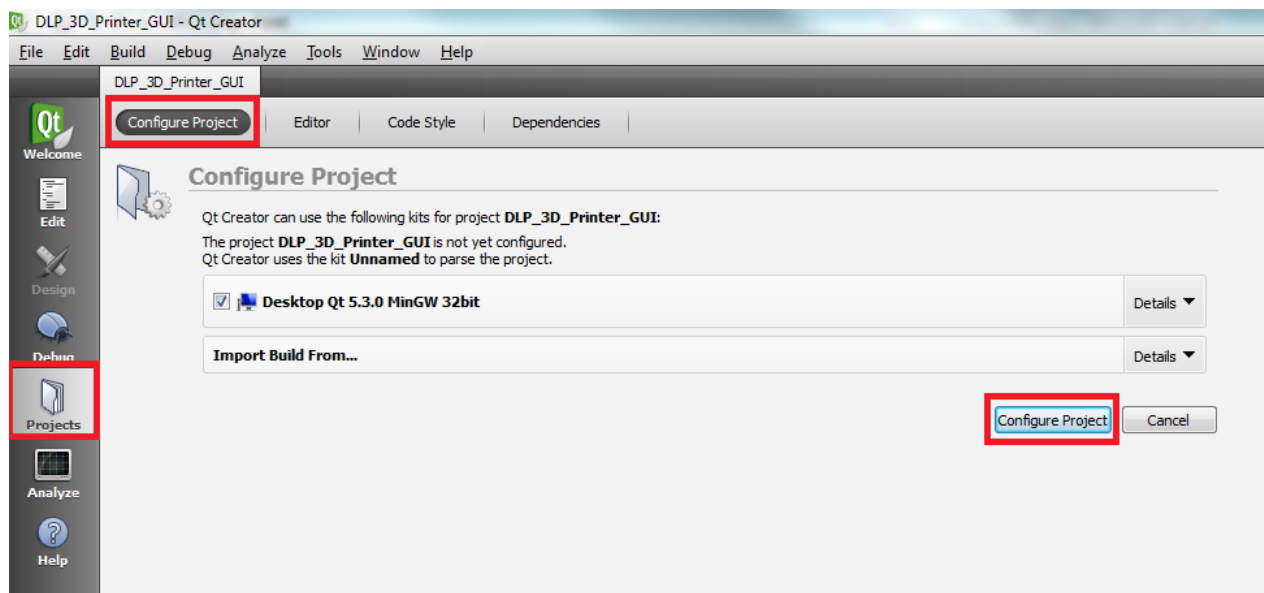 DLP_3D_Printer_GUI - Qt Creator
File Edit Build Debug Analyze Tools Window Help
DLP_3D_Printer_GUI
Configure Project Editor Code Style Dependencies
Qt
Welcome
Edit
Design
Debug
Projects
Analyze
Help
Configure Project
Qt Creator can use the following kits for project DLP_3D_Printer_GUI:
The project DLP_3D_Printer_GUI is not yet configured.
Qt Creator uses the kit Unnamed to parse the project.
Desktop Qt 5.3.0 MinGW 32bit Details
Import Build From... Details
Configure Project Cancel